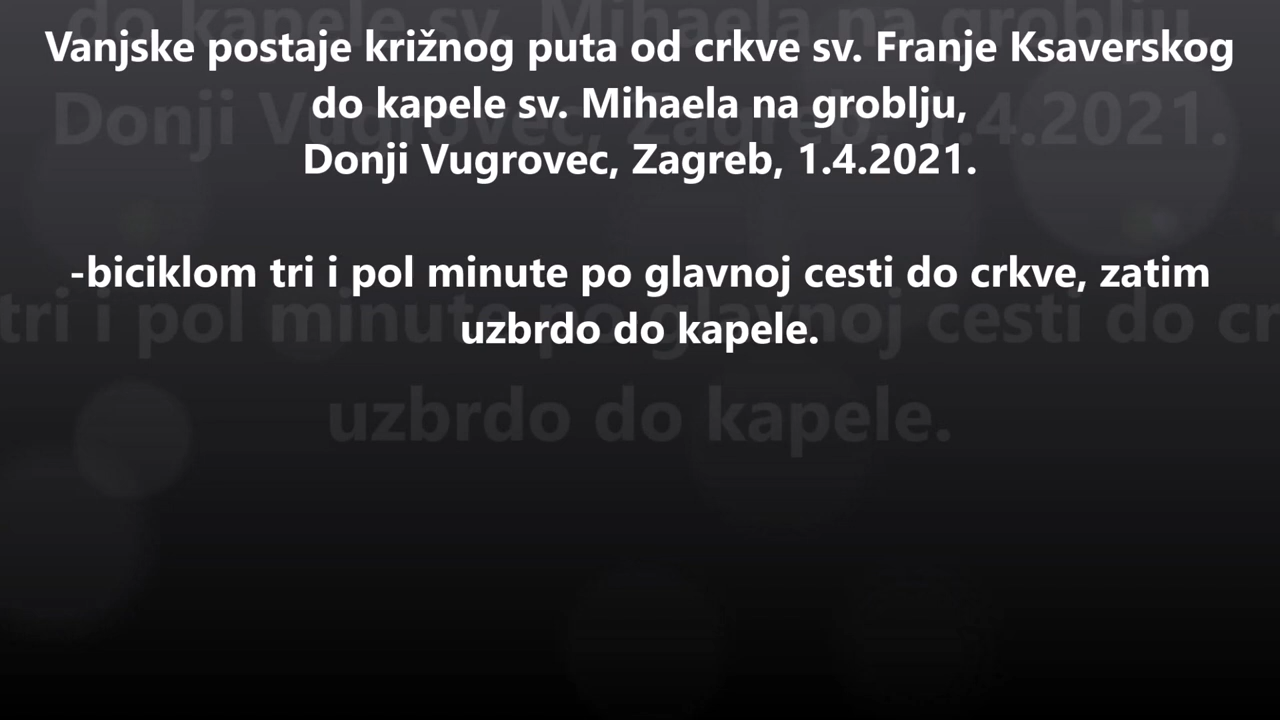 Vanjske postaje križnog puta od crkve sv. Franje Ksaverskog
do kapele sv. Mihaela na groblju,
Donji Vugrovec, Zagreb, 1.4.2021.
-biciklom tri i pol minute po glavnoj cesti do crkve, zatim
uzbrdo do kapele.